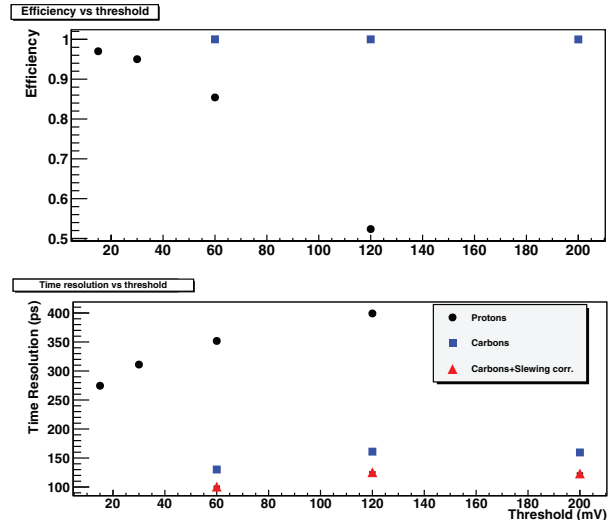 Efficiency vs threshold
Efficiency
1
0.9
0.8
0.7
0.6
0.5
20 40 60 80 100 120 140 160 180 200
Time resolution vs threshold
Time Resolution (ps)
400
350
300
250
200
150
100
Protons
Carbons
Carbons+Slewing corr.
20 40 60 80 100 120 140 160 180 200
Threshold (mV)